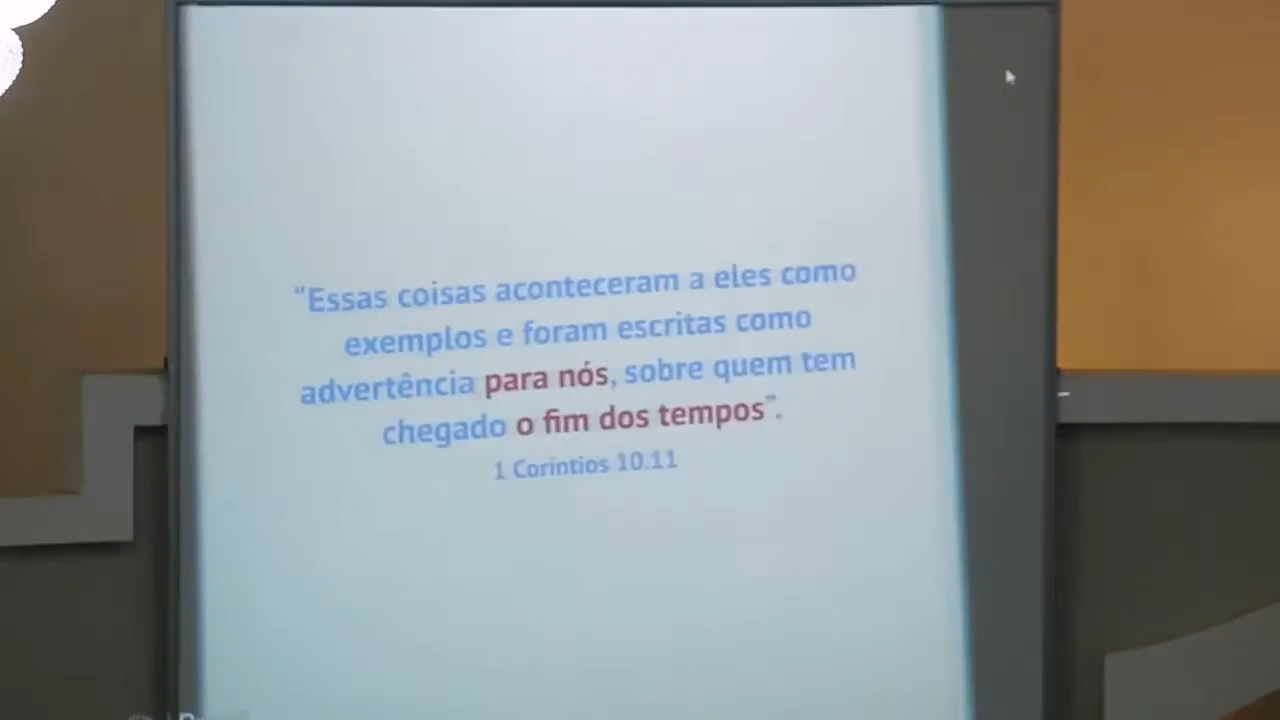 “Essas coisas aconteceram a eles como
exemplos e foram escritas como
advertência para nós, sobre quem tem
chegado o fim dos tempos”.
1 Coríntios 10.11